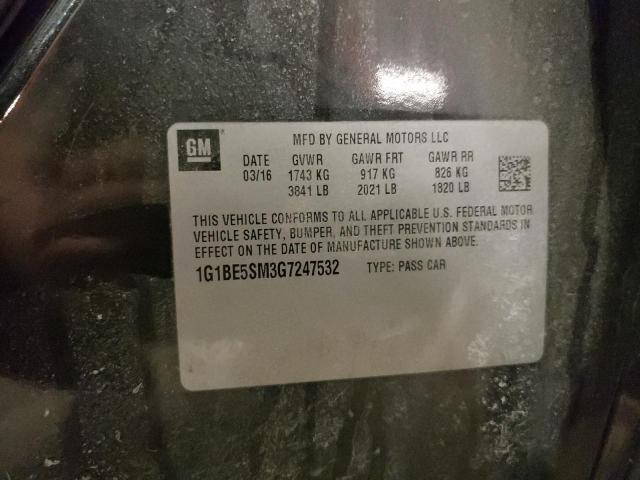 GM
MFD BY GENERAL MOTORS LLC
DATE GVWR GAWR FRT GAWR RR
03/16 1743 KG 917 KG 826 KG
3841 LB 2021 LB 1820 LB
THIS VEHICLE CONFORMS TO ALL APPLICABLE U.S. FEDERAL MOTOR
VEHICLE SAFETY, BUMPER, AND THEFT PREVENTION STANDARDS IN
EFFECT ON THE DATE OF MANUFACTURE SHOWN ABOVE.
1G1BE5SM3G7247532 TYPE: PASS CAR